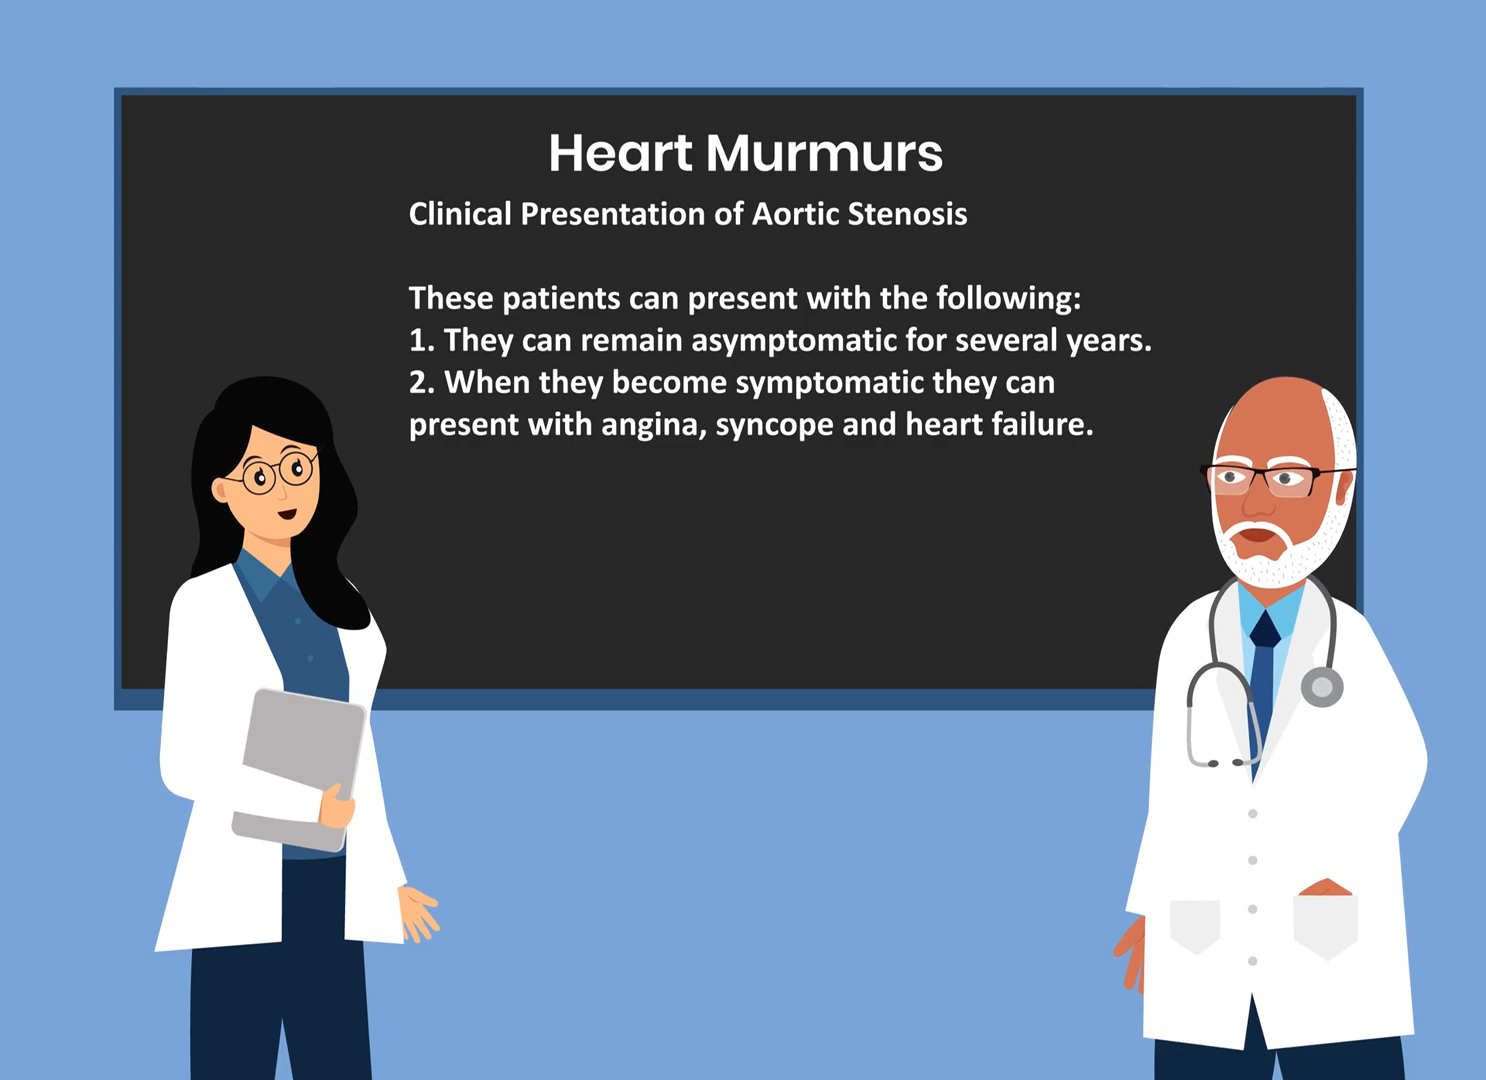 Heart Murmurs
Clinical Presentation of Aortic Stenosis
These patients can present with the following:
1. They can remain asymptomatic for several years.
2. When they become symptomatic they can
present with angina, syncope and heart failure.